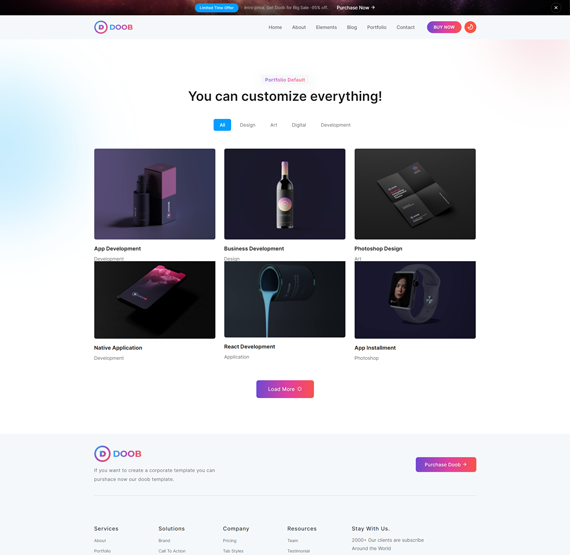 Limited Time Offer
Intro price. Get Doob for Big Sale -95% off.
Purchase Now →
DOOB
Home
About
Elements
Blog
Portfolio
Contact
BUY NOW
Portfolio Default
You can customize everything!
All
Design
Art
Digital
Development
App Development
Development
Business Development
Design
Photoshop Design
Art
Native Application
Development
React Development
Application
App Installment
Photoshop
Load More
DOOB
If you want to create a corporate template you can
purshace now our doob template.
Purchase Doob →
Services
Solutions
Company
Resources
Stay With Us.
About
Brand
Pricing
Team
2000+ Our clients are subscribe
Around the World
Portfolio
Call To Action
Tab Styles
Testimonial